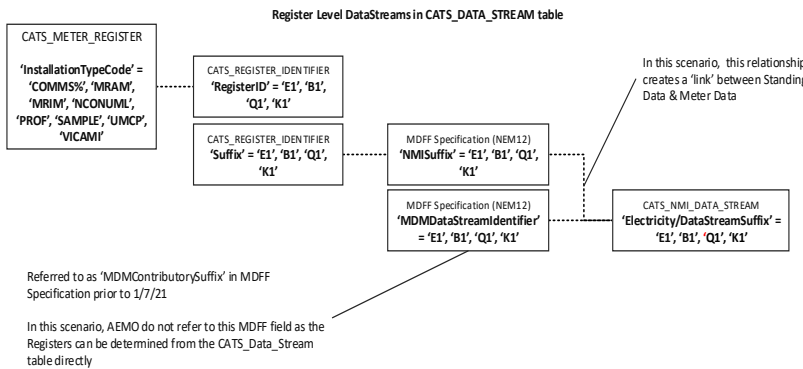 Register Level DataStreams in CATS_DATA_STREAM table
CATS_METER_REGISTER
‘InstallationTypeCode’ =
‘COMMS%’, ‘MRAM’,
‘MRIM’, ‘NCONUML’,
‘PROF’, ‘SAMPLE’, ‘UMCP’,
‘VICAMI’
CATS_REGISTER_IDENTIFIER
‘RegisterID’ = ‘E1’, ‘B1’,
‘Q1’, ‘K1’
In this scenario, this relationship
creates a ‘link’ between Standing
Data & Meter Data
CATS_REGISTER_IDENTIFIER
‘Suffix’ = ‘E1’, ‘B1’, ‘Q1’,
‘K1’
MDFF Specification (NEM12)
‘NMISuffix’ = ‘E1’, ‘B1’, ‘Q1’,
‘K1’
MDFF Specification (NEM12)
‘MDMDataStreamIdentifier’
= ‘E1’, ‘B1’, ‘Q1’, ‘K1’
CATS_NMI_DATA_STREAM
‘Electricity/DataStreamSuffix’ =
‘E1’, ‘B1’, ‘Q1’, ‘K1’
Referred to as ‘MDMContributorySuffix’ in MDFF
Specification prior to 1/7/21
In this scenario, AEMO do not refer to this MDFF field as the
Registers can be determined from the CATS_Data_Stream
table directly